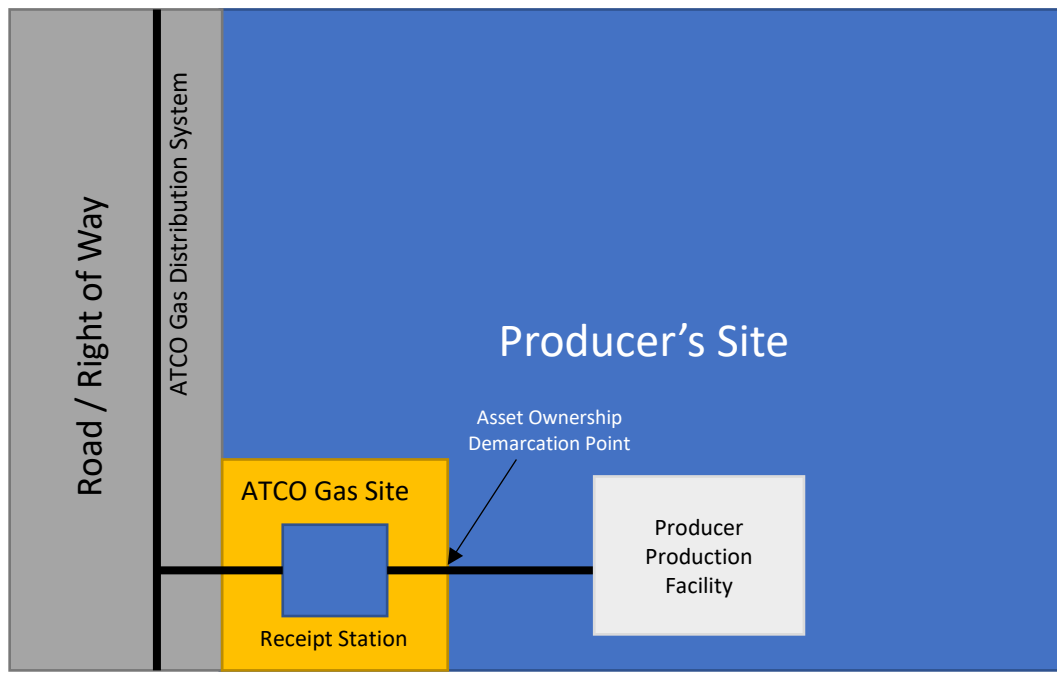 Road / Right of Way
ATCO Gas Distribution System
Producer’s Site
Asset Ownership
Demarcation Point
ATCO Gas Site
Receipt Station
Producer
Production
Facility